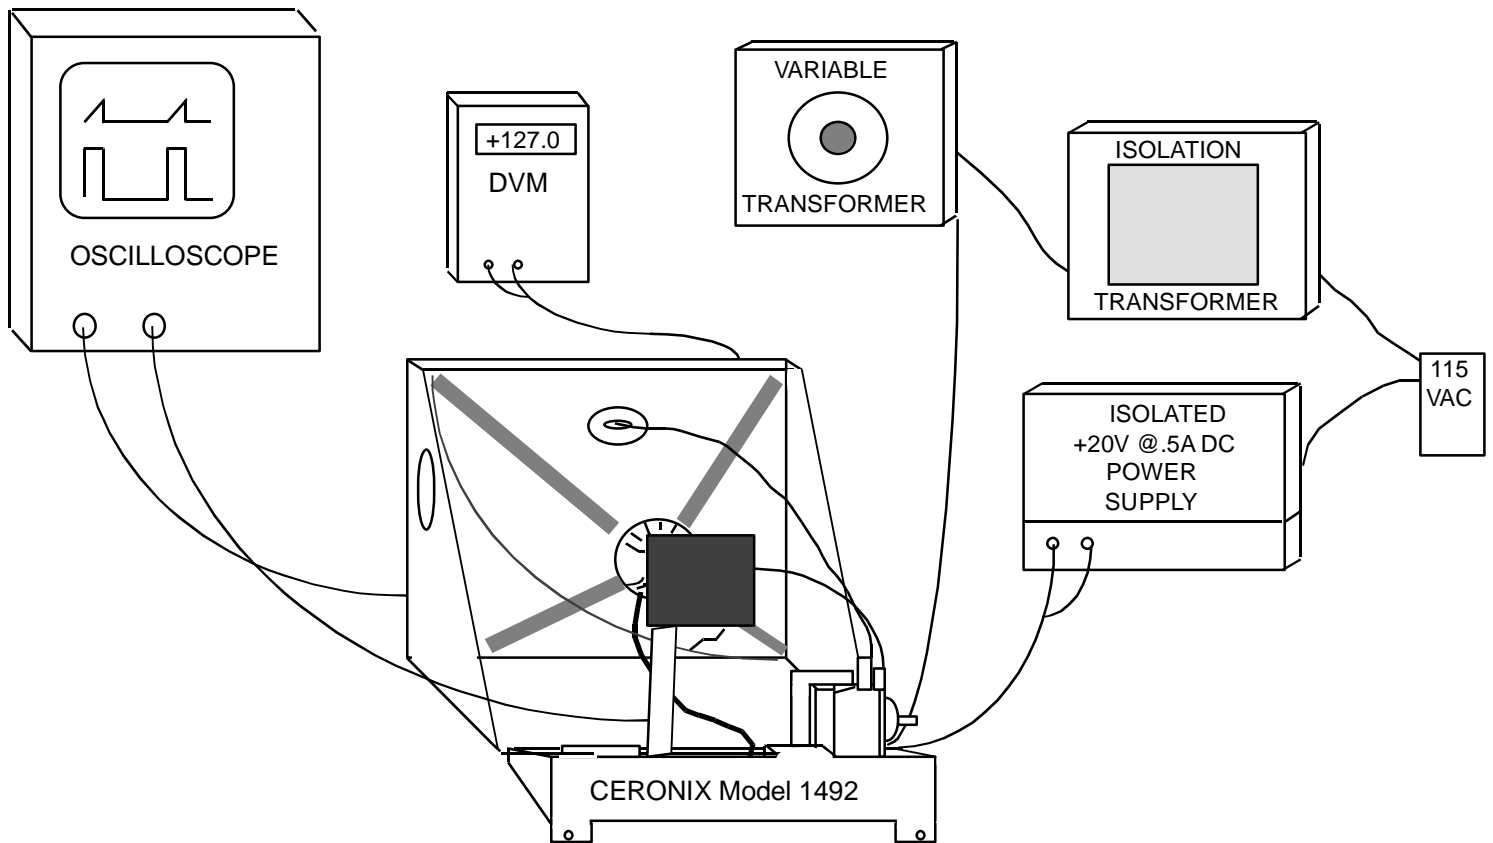 VARIABLE
TRANSFORMER
+127.0
DVM
OSCILLOSCOPE
ISOLATION
TRANSFORMER
115
VAC
ISOLATED
+20V @.5A DC
POWER
SUPPLY
CERONIX Model 1492